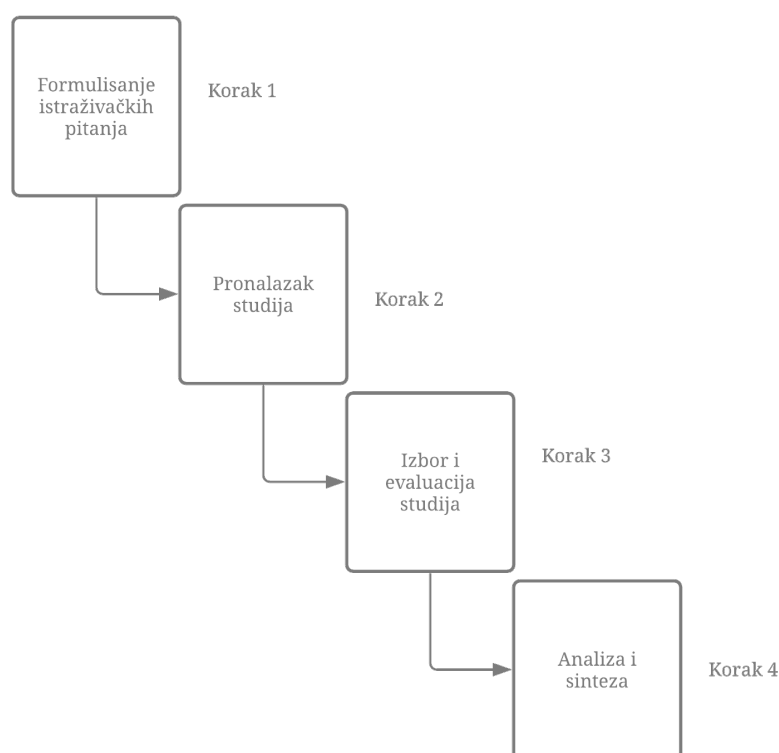 Formulisanje
istraživačkih
pitanja
Korak 1
Pronalazak
studija
Korak 2
Izbor i
evaluacija
studija
Korak 3
Analiza i
sinteza
Korak 4